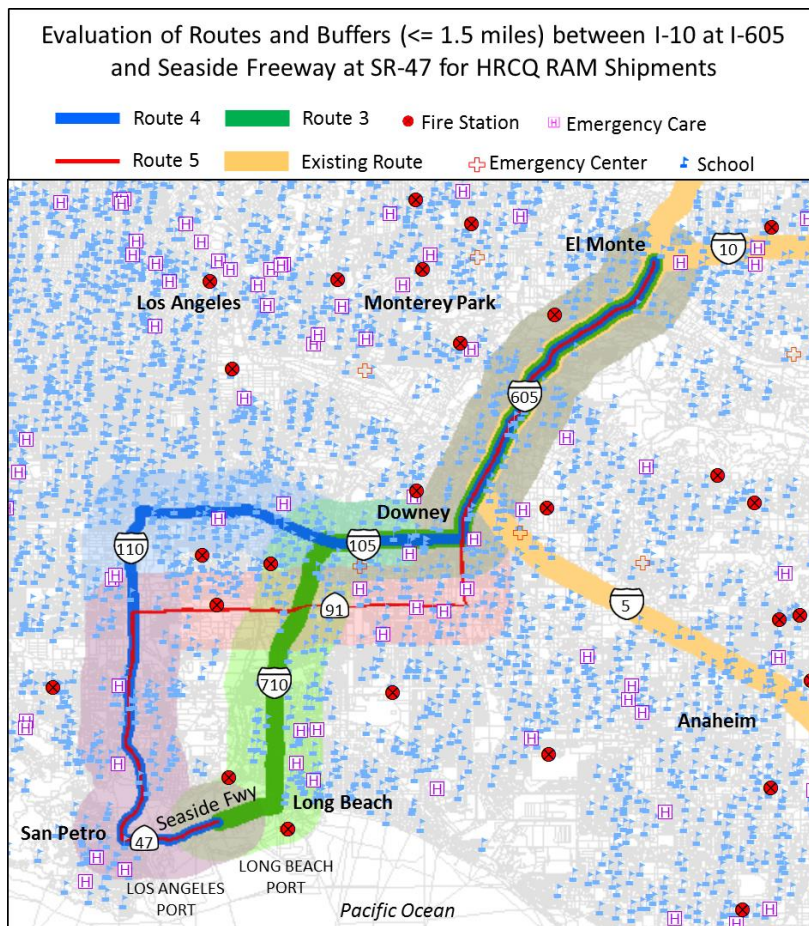 Evaluation of Routes and Buffers (<= 1.5 miles) between I-10 at I-605
and Seaside Freeway at SR-47 for HRCQ RAM Shipments
Route 4
Route 3
Fire Station
H Emergency Care
Route 5
Existing Route
Emergency Center
School
El Monte
10
Los Angeles
Monterey Park
605
Downey
110
105
91
5
710
Anaheim
Seaside Fwy
Long Beach
San Petro
47
LOS ANGELES
PORT
LONG BEACH
PORT
Pacific Ocean